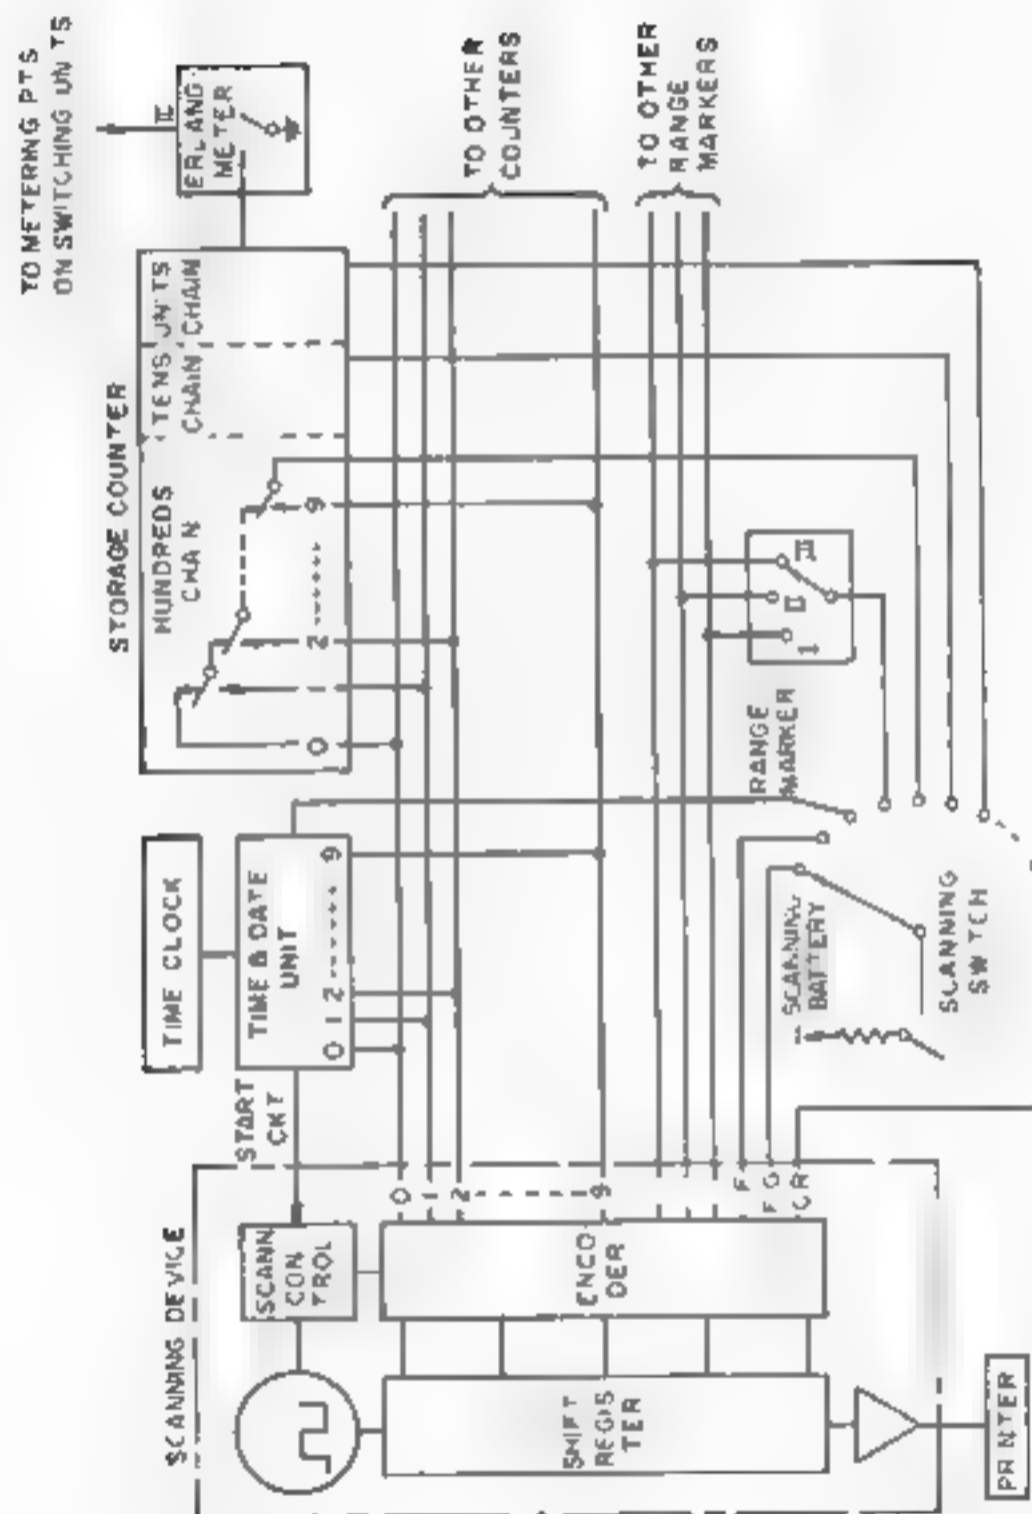 TO METERING PTS
ON SWITCHING UNITS
II
ERLANG
METER
TO OTHER
COUNTERS
TO OTHER
RANGE
MARKERS
STORAGE COUNTER
HUNDREDS
CHAIN
TENS
CHAIN
UNITS
CHAIN
0
2
9
I
II
III
RANGE
MARKER
TIME CLOCK
TIME & DATE
UNIT
0 1 2 9
START
CKT
SCANNING
BATTERY
SCANNING
SWITCH
SCANNING DEVICE
SCANN
CON
TROL
0
1
2
9
F
F O
C R
ENCO
DER
SHIFT
REGIS
TER
PRINTER